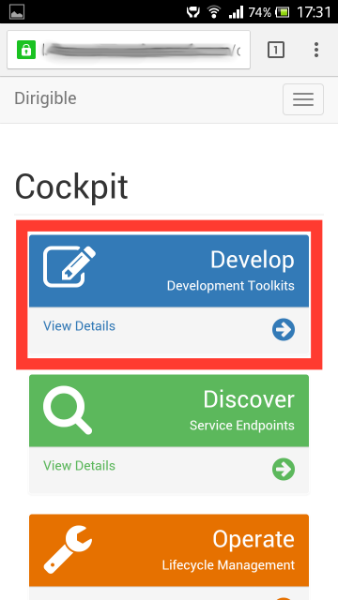 74% 17:31
1
Dirigible
Cockpit
Develop
Development Toolkits
View Details
Discover
Service Endpoints
View Details
Operate
Lifecycle Management